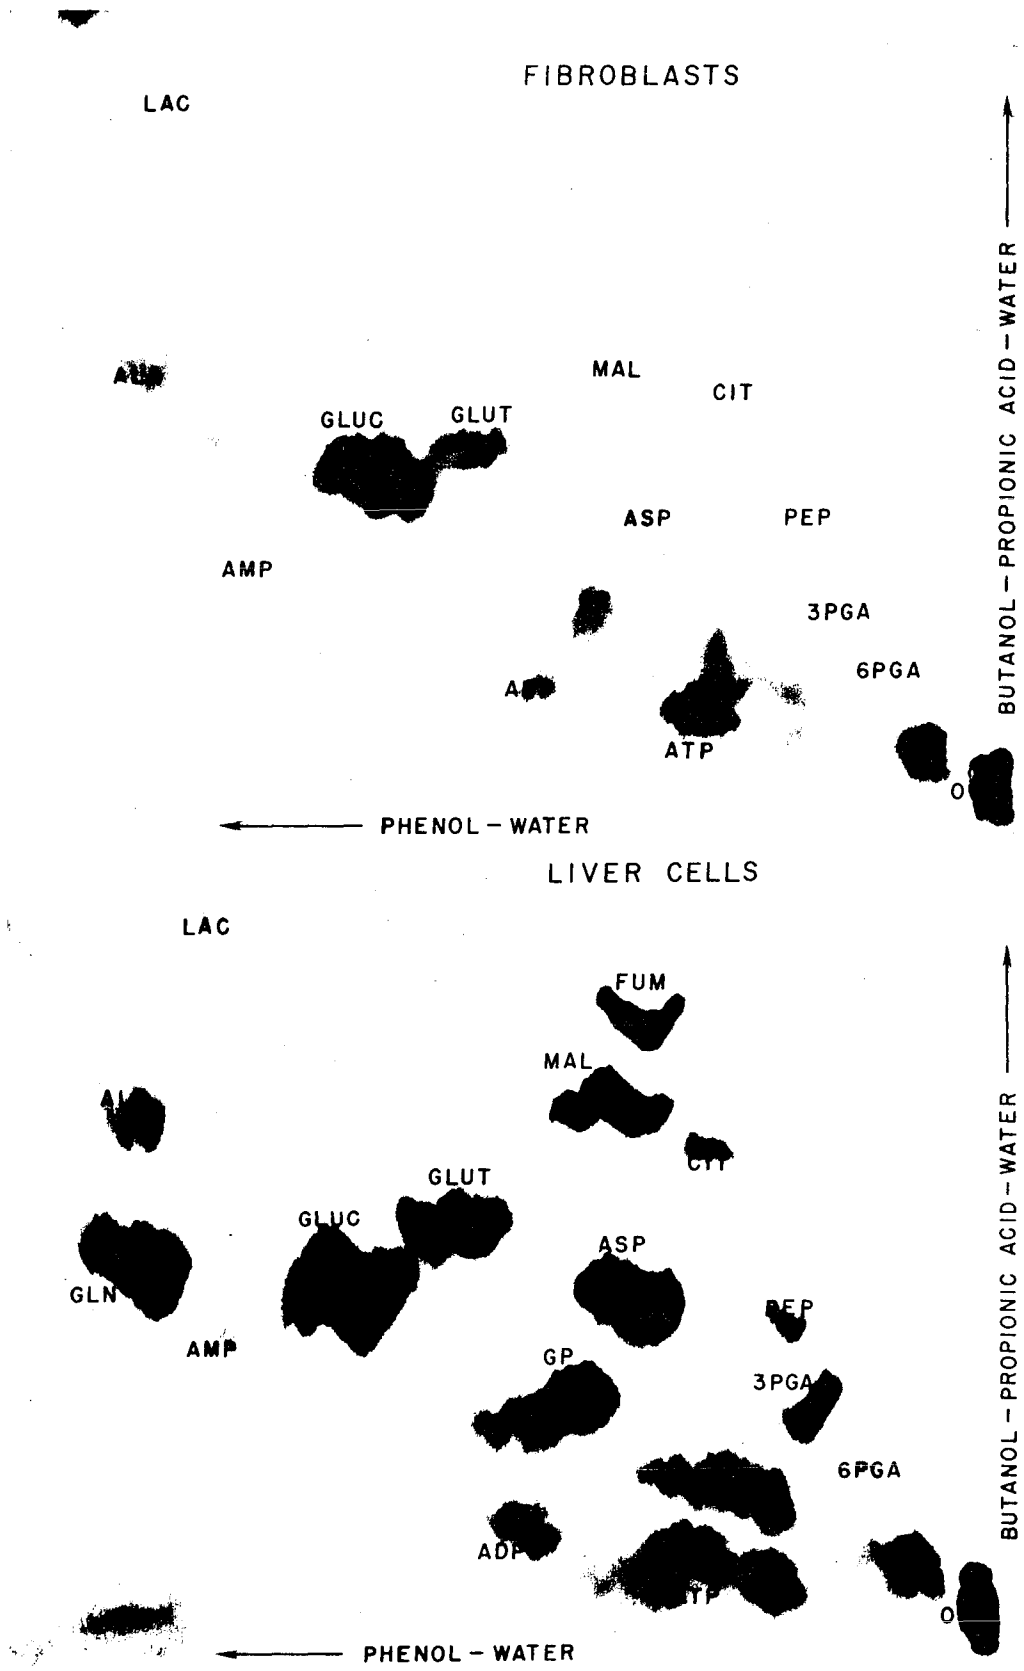 FIBROBLASTS
LAC
MAL
CIT
GLUC
GLUT
ASP
PEP
AMP
3PGA
6PGA
ATP
O
PHENOL–WATER
BUTANOL–PROPIONIC ACID–WATER
LIVER CELLS
LAC
FUM
MAL
CIT
GLUT
GLUC
ASP
GLN
PEP
AMP
GP
3PGA
6PGA
ADP
O
PHENOL–WATER
BUTANOL–PROPIONIC ACID–WATER